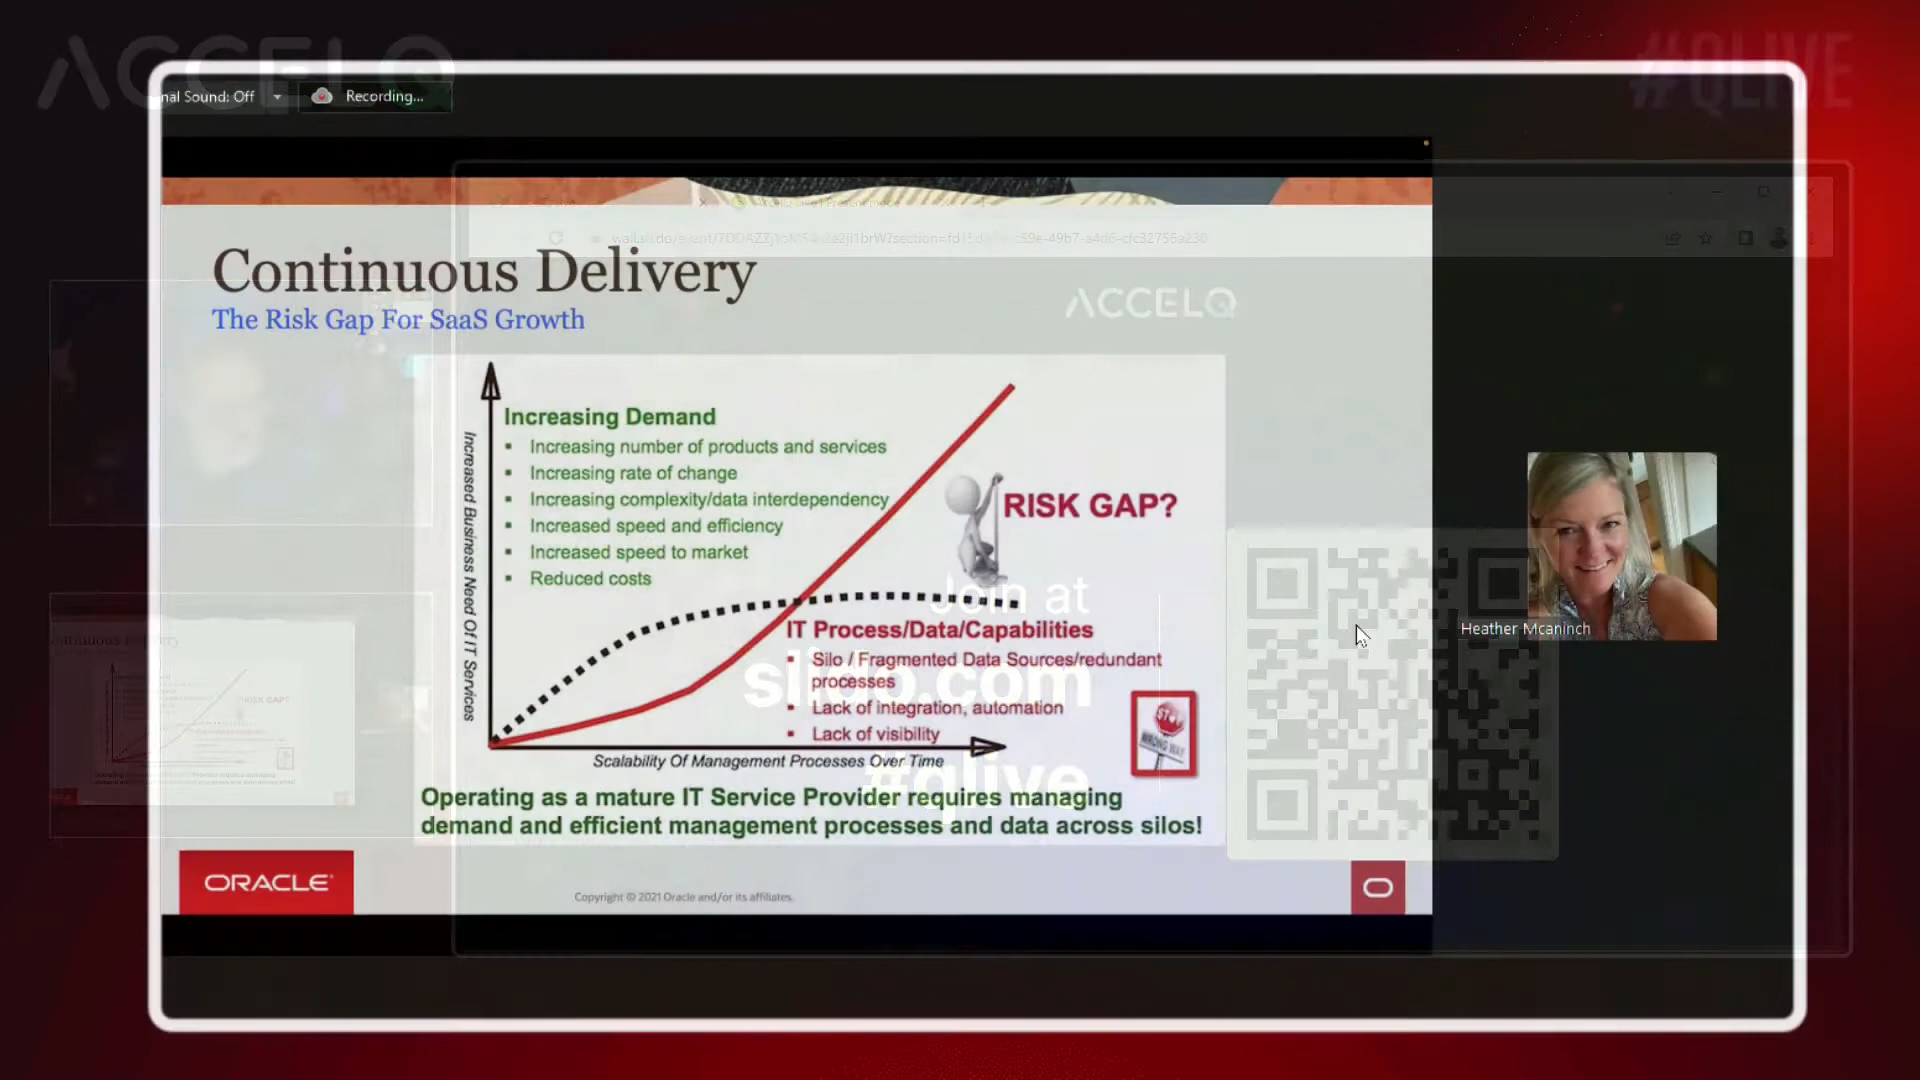 ACCELQ
#QLIVE
nal Sound: Off
Recording...
Continuous Delivery
The Risk Gap For SaaS Growth
ACCELQ
Increased Business Need Of IT Services
Increasing Demand
▪ Increasing number of products and services
▪ Increasing rate of change
▪ Increasing complexity/data interdependency
▪ Increased speed and efficiency
▪ Increased speed to market
▪ Reduced costs
RISK GAP?
Join at
slido.com
#qlive
IT Process/Data/Capabilities
▪ Silo / Fragmented Data Sources/redundant
processes
▪ Lack of integration, automation
▪ Lack of visibility
STOP
WRONG WAY
Scalability Of Management Processes Over Time
Operating as a mature IT Service Provider requires managing
demand and efficient management processes and data across silos!
Heather Mcaninch
ORACLE
Copyright © 2021 Oracle and/or its affiliates.